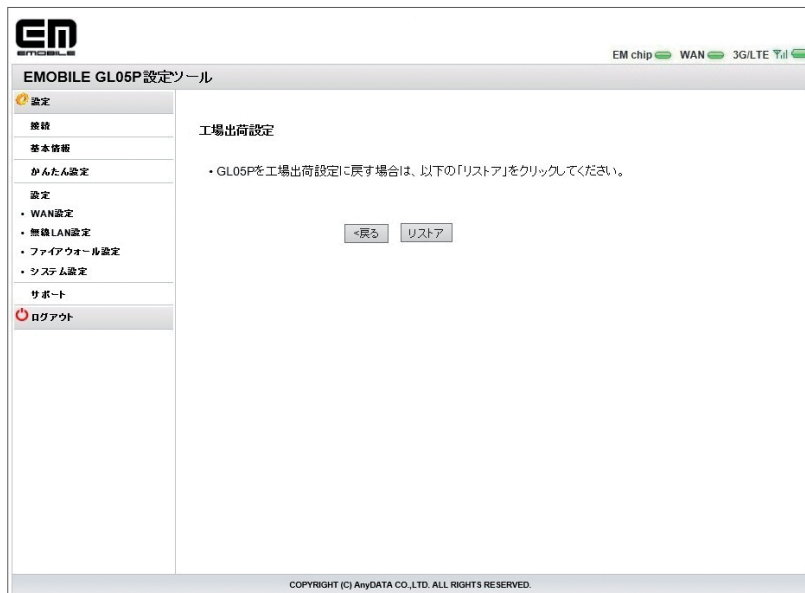 EM
EMOBILE
EM chip WAN 3G/LTE
EMOBILE GL05P設定ツール
設定
接続
基本情報
かんたん設定
設定
・WAN設定
・無線LAN設定
・ファイアウォール設定
・システム設定
サポート
ログアウト
工場出荷設定
・GL05Pを工場出荷設定に戻す場合は、以下の「リストア」をクリックしてください。
<戻る リストア
COPYRIGHT (C) AnyDATA CO.,LTD. ALL RIGHTS RESERVED.